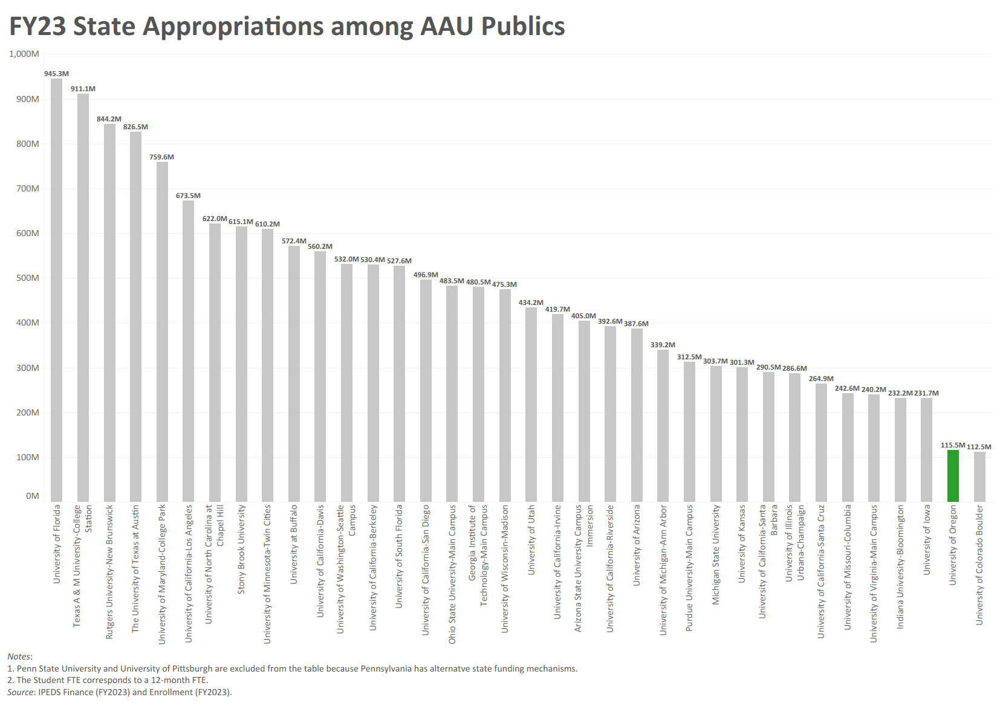 FY23 State Appropriations among AAU Publics
1,000M
900M
800M
700M
600M
500M
400M
300M
200M
100M
0M
945.3M
911.1M
844.2M
826.5M
759.6M
673.5M
622.0M
615.1M
610.2M
572.4M
560.2M
532.0M
530.4M
527.6M
496.9M
483.5M
480.5M
475.3M
434.2M
419.7M
405.0M
392.6M
387.6M
339.2M
312.5M
303.7M
301.3M
290.5M
286.6M
264.9M
242.6M
240.2M
232.2M
231.7M
115.5M
112.5M
University of Florida
Texas A & M University-College
Station
Rutgers University-New Brunswick
The University of Texas at Austin
University of Maryland-College Park
University of California-Los Angeles
University of North Carolina at
Chapel Hill
Stony Brook University
University of Minnesota-Twin Cities
University at Buffalo
University of California-Davis
University of Washington-Seattle
Campus
University of California-Berkeley
University of South Florida
University of California-San Diego
Ohio State University-Main Campus
Georgia Institute of
Technology-Main Campus
University of Wisconsin-Madison
University of Utah
University of California-Irvine
Arizona State University Campus
Immersion
University of California-Riverside
University of Arizona
University of Michigan-Ann Arbor
Purdue University-Main Campus
Michigan State University
University of Kansas
University of California-Santa
Barbara
University of Illinois
Urbana-Champaign
University of California-Santa Cruz
University of Missouri-Columbia
University of Virginia-Main Campus
Indiana University-Bloomington
University of Iowa
University of Oregon
University of Colorado Boulder
Notes:
1. Penn State University and University of Pittsburgh are excluded from the table because Pennsylvania has alternatve state funding mechanisms.
2. The Student FTE corresponds to a 12-month FTE.
Source: IPEDS Finance (FY2023) and Enrollment (FY2023).